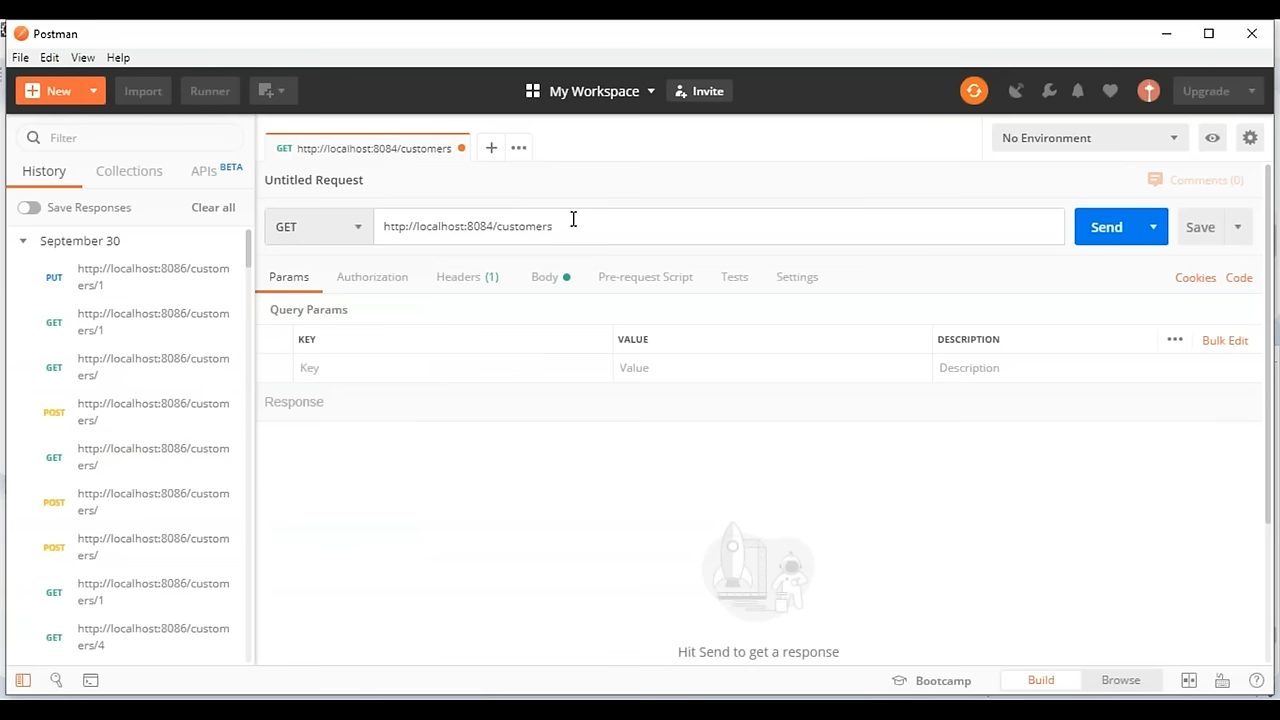 Postman
File Edit View Help
New Import Runner My Workspace Invite Upgrade
Filter
History Collections APIs BETA
Save Responses Clear all
September 30
PUT http://localhost:8086/custom
ers/1
GET http://localhost:8086/custom
ers/1
GET http://localhost:8086/custom
ers/
POST http://localhost:8086/custom
ers/
GET http://localhost:8086/custom
ers/
POST http://localhost:8086/custom
ers/
POST http://localhost:8086/custom
ers/
GET http://localhost:8086/custom
ers/1
GET http://localhost:8086/custom
ers/4
GET http://localhost:8084/customers
No Environment
Untitled Request
Comments (0)
GET http://localhost:8084/customers Send Save
Params Authorization Headers (1) Body Pre-request Script Tests Settings Cookies Code
Query Params
KEY VALUE DESCRIPTION Bulk Edit
Key Value Description
Response
Hit Send to get a response
Bootcamp Build Browse